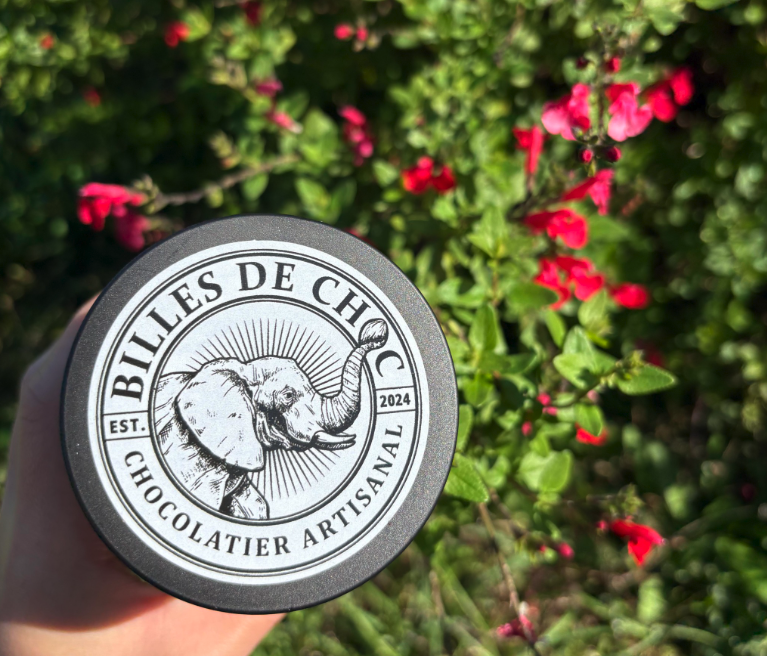 BILLES DE CHOC
EST. 2024
CHOCOLATIER ARTISANAL